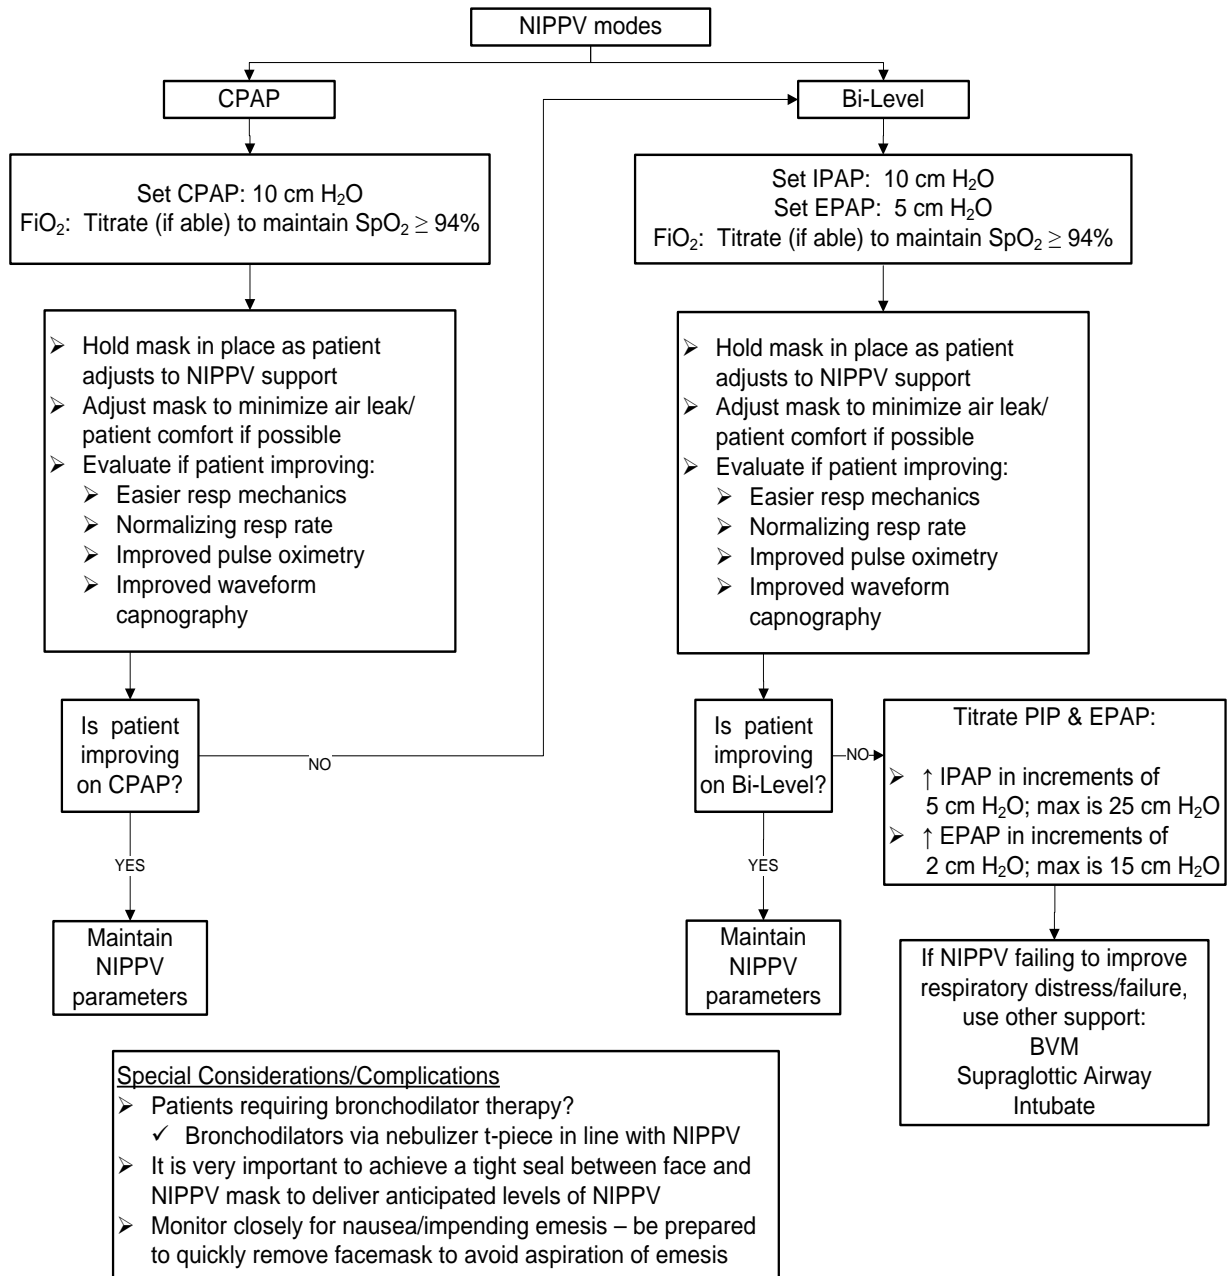 NIPPV modes
CPAP
Set CPAP: 10 cm H₂O
FiO₂: Titrate (if able) to maintain SpO₂ ≥ 94%
➢ Hold mask in place as patient
adjusts to NIPPV support
➢ Adjust mask to minimize air leak/
patient comfort if possible
➢ Evaluate if patient improving:
➢ Easier resp mechanics
➢ Normalizing resp rate
➢ Improved pulse oximetry
➢ Improved waveform
capnography
Is patient
improving
on CPAP?
NO
YES
Maintain
NIPPV
parameters
Bi-Level
Set IPAP: 10 cm H₂O
Set EPAP: 5 cm H₂O
FiO₂: Titrate (if able) to maintain SpO₂ ≥ 94%
➢ Hold mask in place as patient
adjusts to NIPPV support
➢ Adjust mask to minimize air leak/
patient comfort if possible
➢ Evaluate if patient improving:
➢ Easier resp mechanics
➢ Normalizing resp rate
➢ Improved pulse oximetry
➢ Improved waveform
capnography
Is patient
improving
on Bi-Level?
NO
YES
Maintain
NIPPV
parameters
Titrate PIP & EPAP:
➢ ↑ IPAP in increments of
5 cm H₂O; max is 25 cm H₂O
➢ ↑ EPAP in increments of
2 cm H₂O; max is 15 cm H₂O
If NIPPV failing to improve
respiratory distress/failure,
use other support:
BVM
Supraglottic Airway
Intubate
Special Considerations/Complications
➢ Patients requiring bronchodilator therapy?
✓ Bronchodilators via nebulizer t-piece in line with NIPPV
➢ It is very important to achieve a tight seal between face and
NIPPV mask to deliver anticipated levels of NIPPV
➢ Monitor closely for nausea/impending emesis – be prepared
to quickly remove facemask to avoid aspiration of emesis